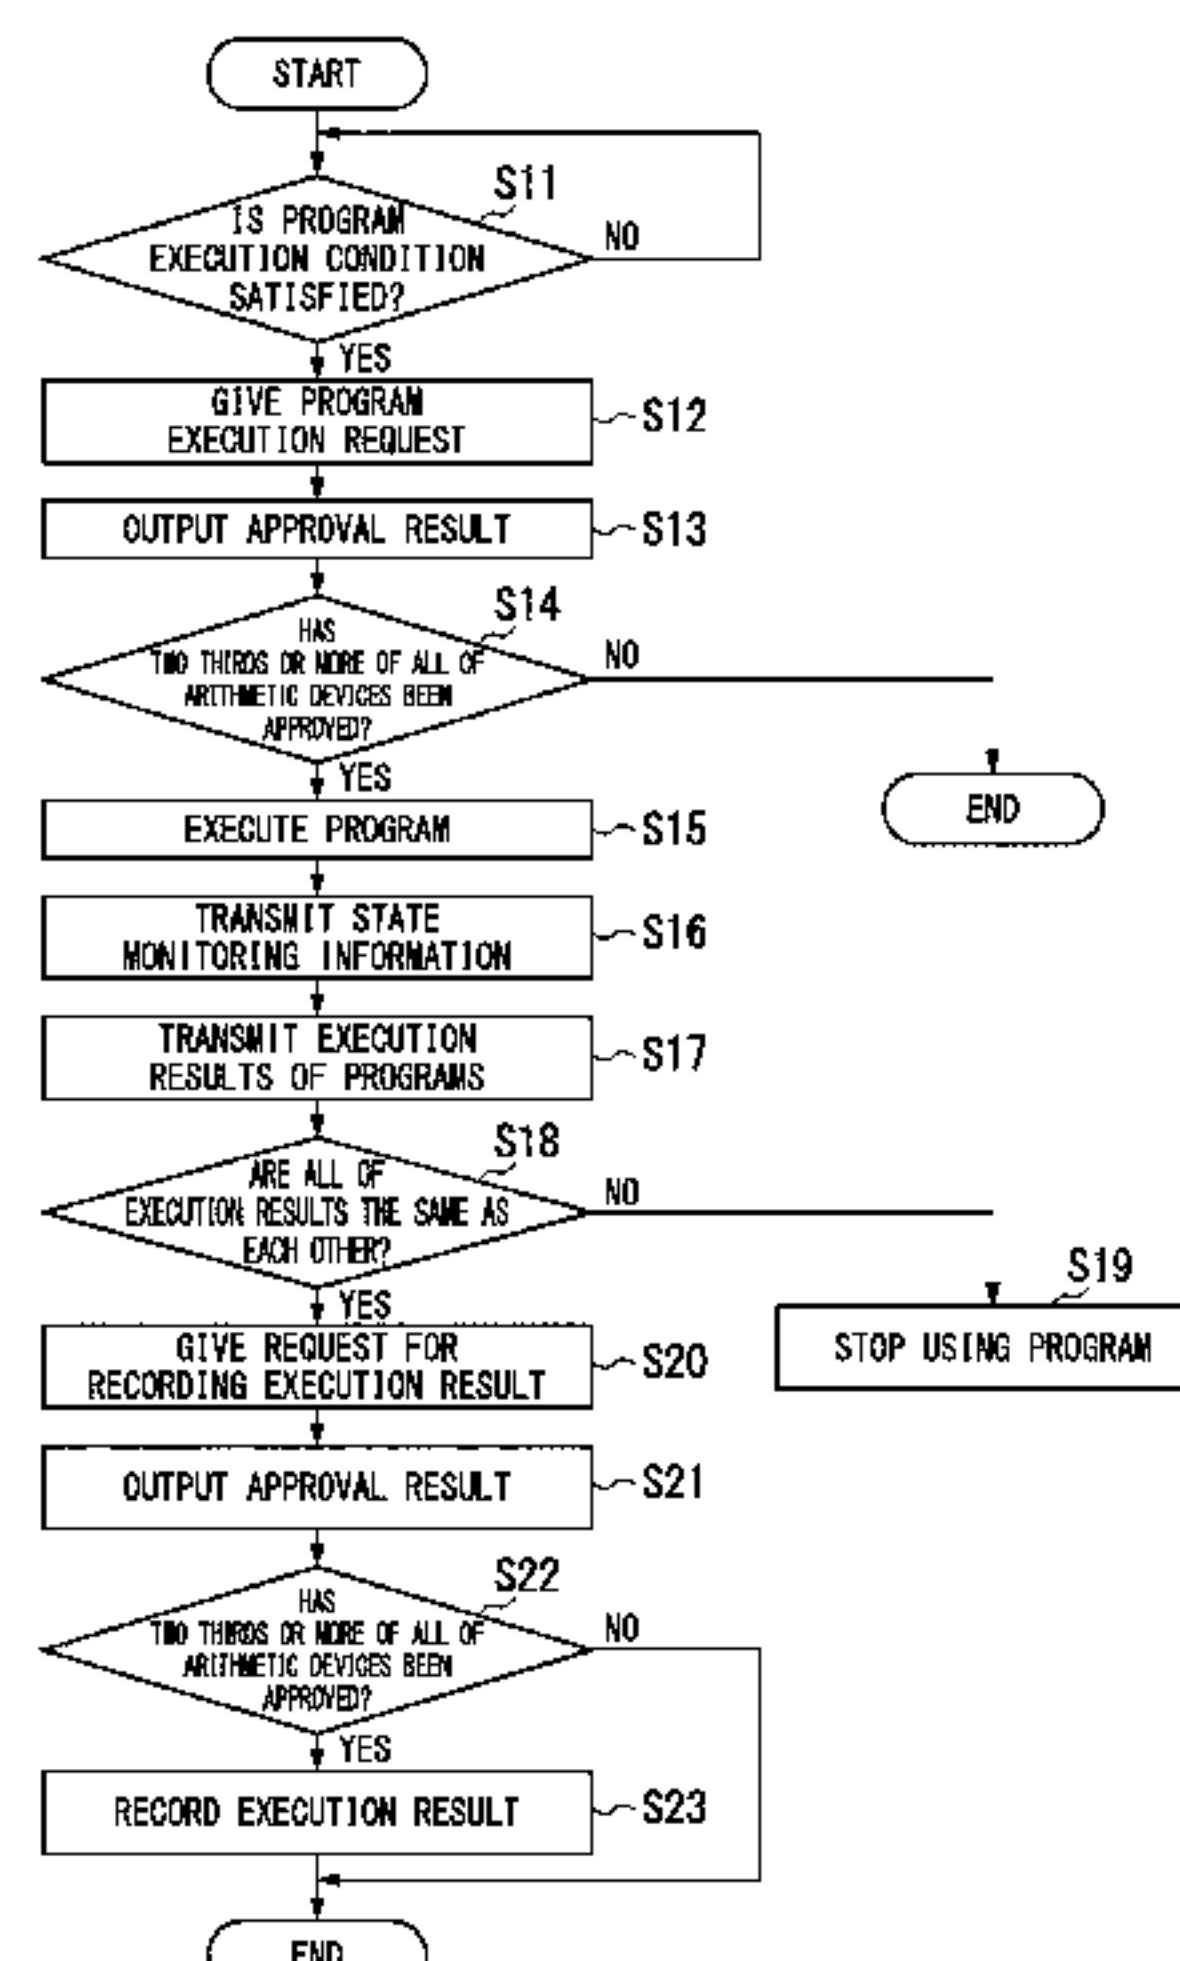 START
S11
IS PROGRAM
EXECUTION CONDITION
SATISFIED?
NO
YES
GIVE PROGRAM
EXECUTION REQUEST
S12
OUTPUT APPROVAL RESULT
S13
S14
HAS
TWO THIRDS OR MORE OF ALL OF
ARITHMETIC DEVICES BEEN
APPROVED?
NO
YES
END
EXECUTE PROGRAM
S15
TRANSMIT STATE
MONITORING INFORMATION
S16
TRANSMIT EXECUTION
RESULTS OF PROGRAMS
S17
S18
ARE ALL OF
EXECUTION RESULTS THE SAME AS
EACH OTHER?
NO
YES
S19
STOP USING PROGRAM
GIVE REQUEST FOR
RECORDING EXECUTION RESULT
S20
OUTPUT APPROVAL RESULT
S21
S22
HAS
TWO THIRDS OR MORE OF ALL OF
ARITHMETIC DEVICES BEEN
APPROVED?
NO
YES
RECORD EXECUTION RESULT
S23
END